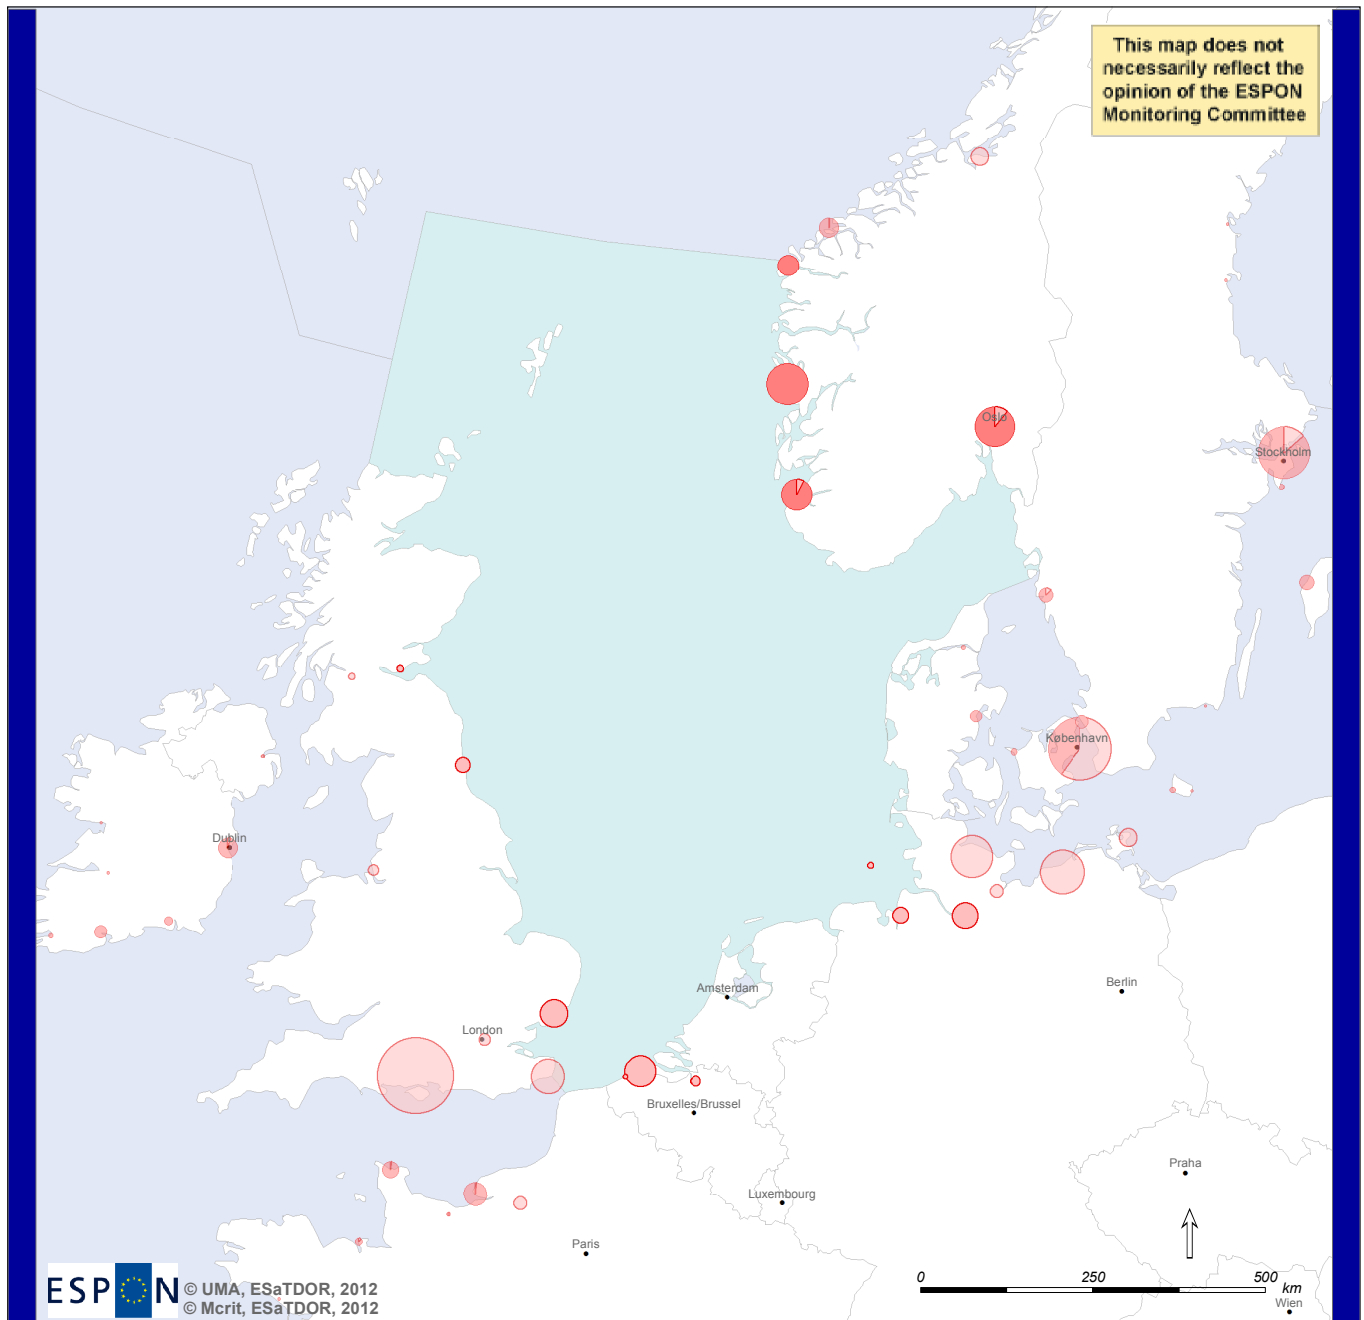 This map does not
necessarily reflect the
opinion of the ESPON
Monitoring Committee
Oslo
Stockholm
København
Dublin
Amsterdam
Berlin
London
Bruxelles/Brussel
Praha
Luxembourg
Paris
ESPON
© UMA, ESaTDOR, 2012
© Mcrit, ESaTDOR, 2012
0 250 500
km
Wien